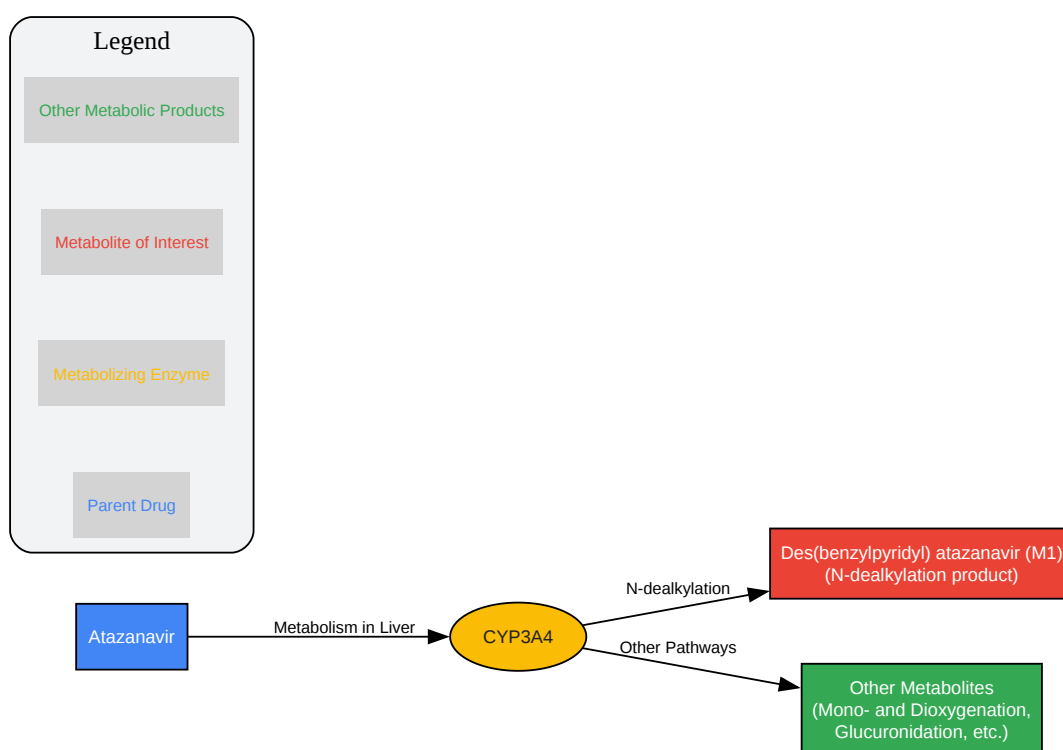 Legend
Other Metabolic Products
Metabolite of Interest
Metabolizing Enzyme
Parent Drug
Atazanavir
Metabolism in Liver
CYP3A4
N-dealkylation
Other Pathways
Des(benzylpyridyl) atazanavir (M1)
(N-dealkylation product)
Other Metabolites
(Mono- and Dioxygenation,
Glucuronidation, etc.)